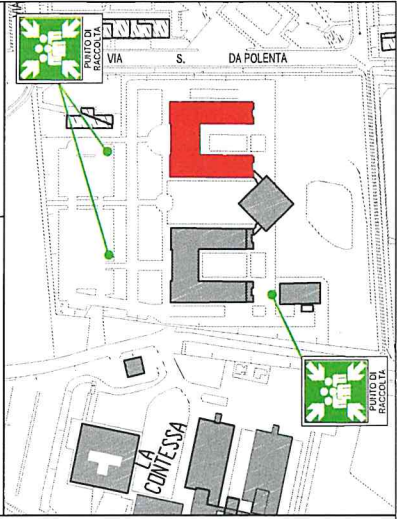 PUNTO DI
RACCOLTA
VIA S. DA POLENTA
LA
CONTESSA
PUNTO DI
RACCOLTA